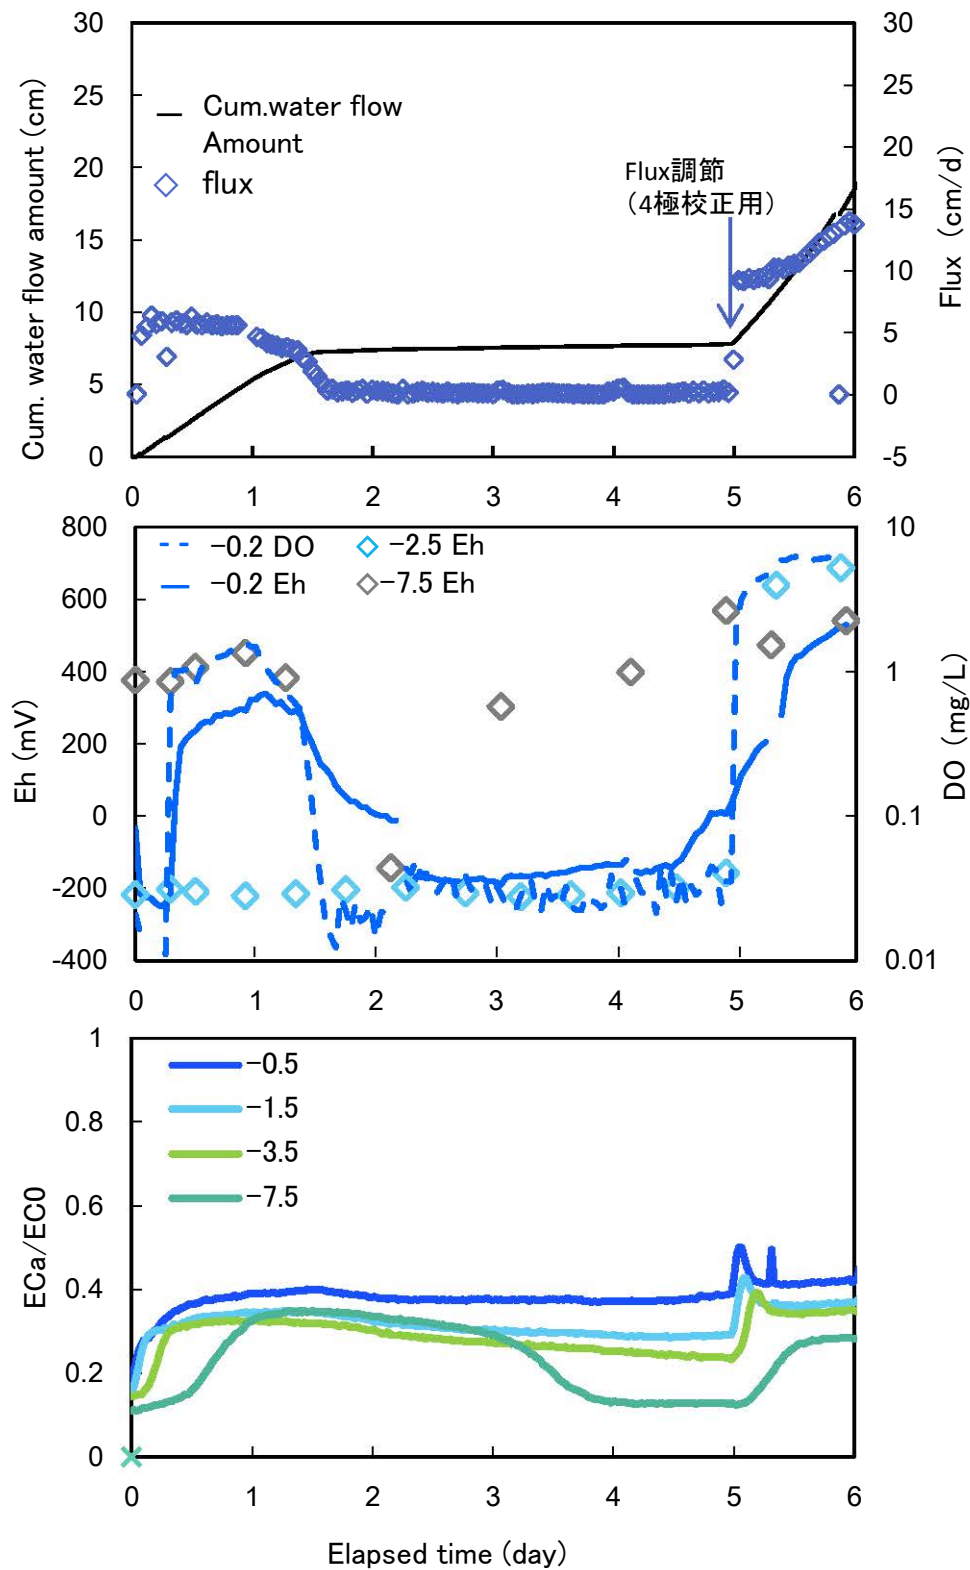 30
25
20
15
10
5
0
Cum. water flow amount (cm)
Cum.water flow
Amount
flux
Flux調節
（4極校正用）
30
25
20
15
10
5
0
-5
Flux (cm/d)
0 1 2 3 4 5 6
800
600
400
200
0
-200
-400
Eh (mV)
-0.2 DO
-2.5 Eh
-0.2 Eh
-7.5 Eh
10
1
0.1
0.01
DO (mg/L)
0 1 2 3 4 5 6
1
0.8
0.6
0.4
0.2
0
ECa/EC0
-0.5
-1.5
-3.5
-7.5
0 1 2 3 4 5 6
Elapsed time (day)